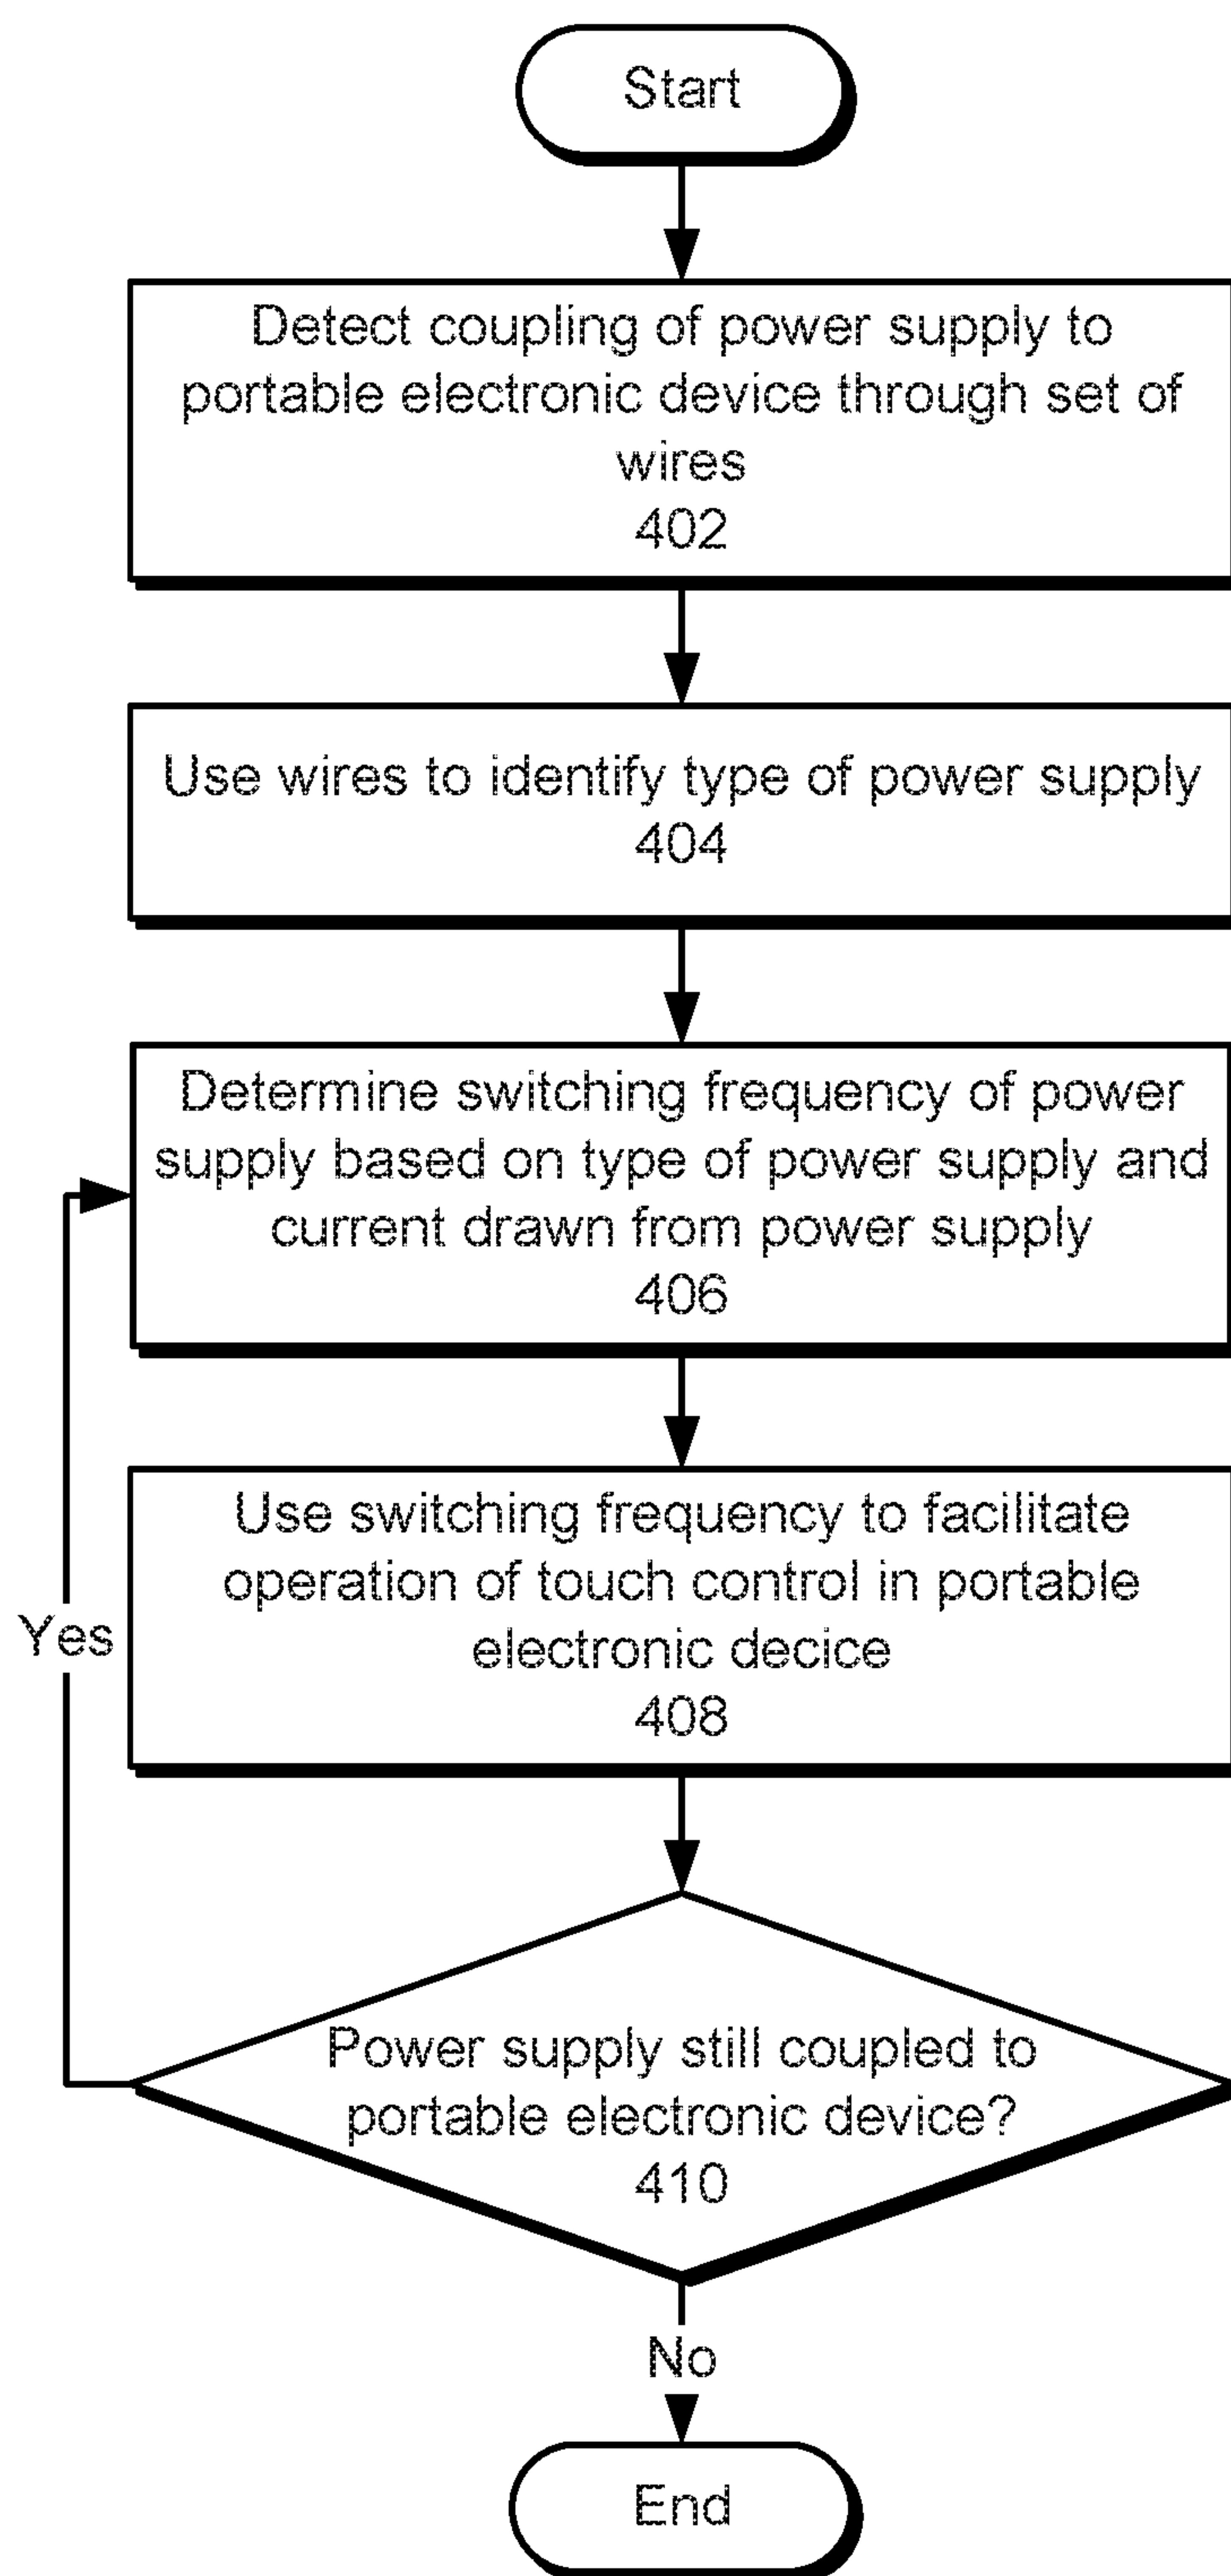 Start
Detect coupling of power supply to
portable electronic device through set of
wires
402
Use wires to identify type of power supply
404
Determine switching frequency of power
supply based on type of power supply and
current drawn from power supply
406
Use switching frequency to facilitate
operation of touch control in portable
electronic decice
408
Yes
Power supply still coupled to
portable electronic device?
410
No
End